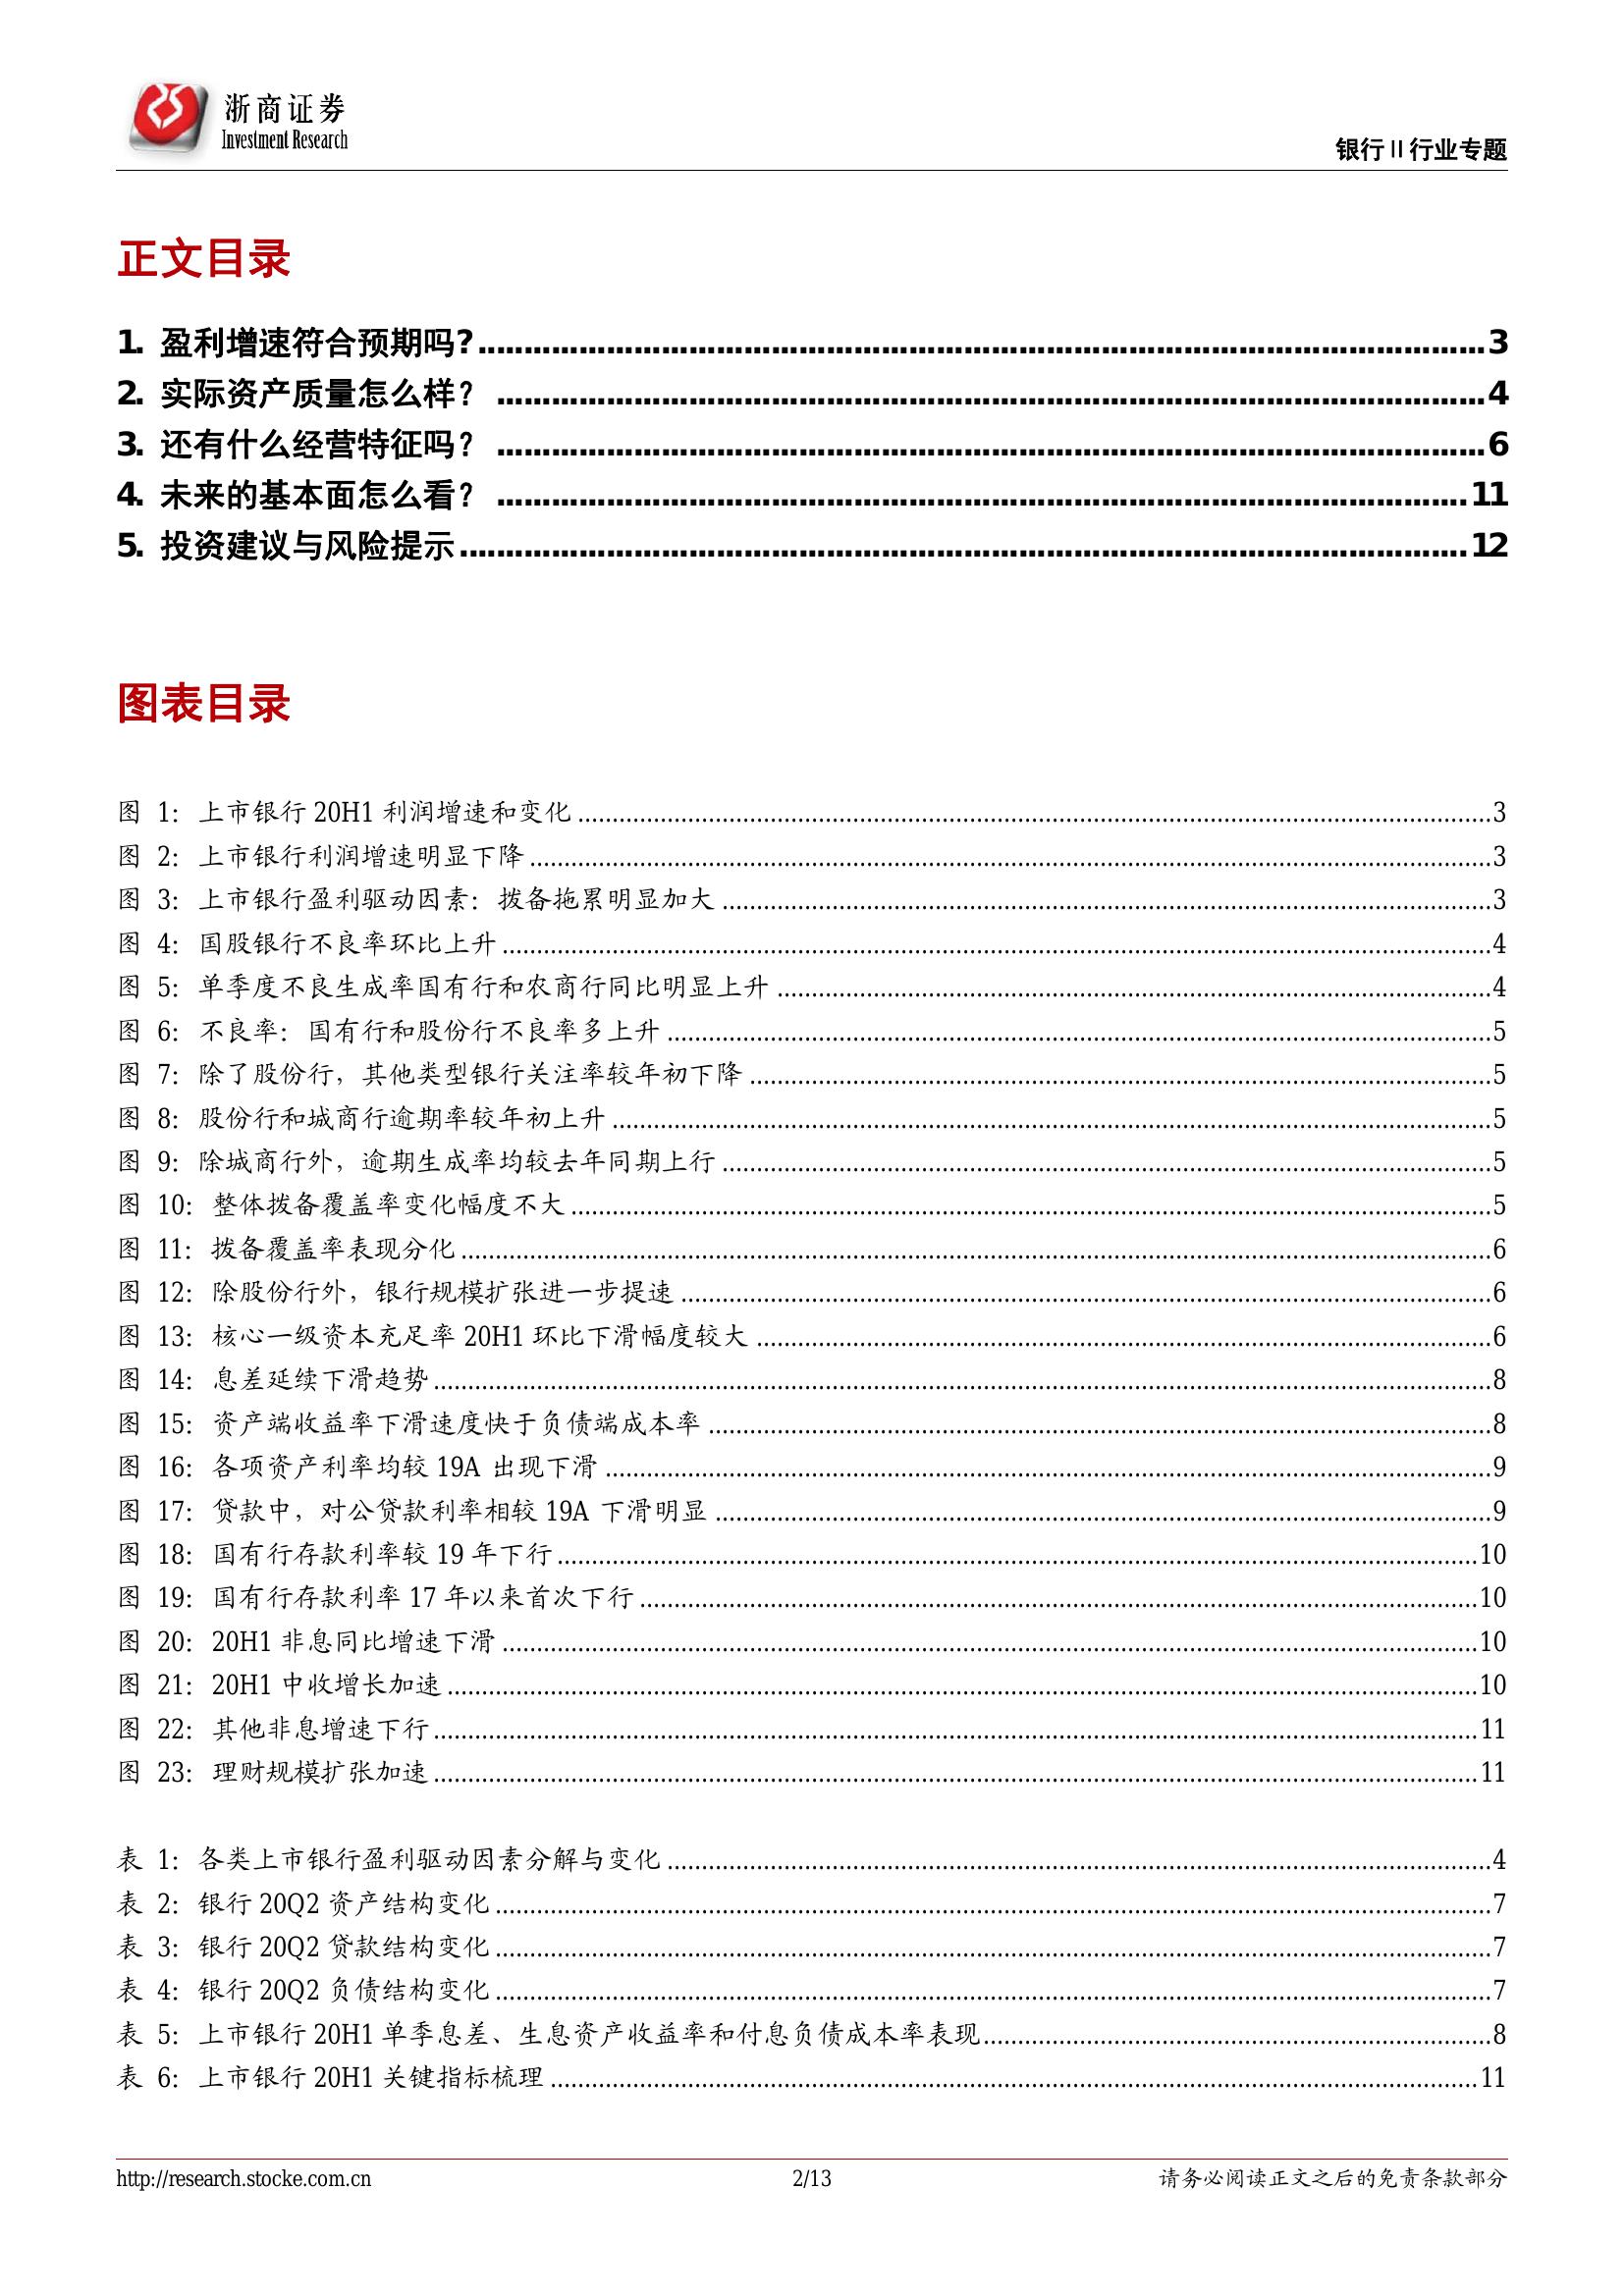 浙商证券
Investment Research
银行Ⅱ行业专题
正文目录
1. 盈利增速符合预期吗?......3
2. 实际资产质量怎么样？......4
3. 还有什么经营特征吗？......6
4. 未来的基本面怎么看？......11
5. 投资建议与风险提示......12
图表目录
图 1：上市银行 20H1 利润增速和变化......3
图 2：上市银行利润增速明显下降......3
图 3：上市银行盈利驱动因素：拨备拖累明显加大......3
图 4：国股银行不良率环比上升......4
图 5：单季度不良生成率国有行和农商行同比明显上升......4
图 6：不良率：国有行和股份行不良率多上升......5
图 7：除了股份行，其他类型银行关注率较年初下降......5
图 8：股份行和城商行逾期率较年初上升......5
图 9：除城商行外，逾期生成率均较去年同期上行......5
图 10：整体拨备覆盖率变化幅度不大......5
图 11：拨备覆盖率表现分化......6
图 12：除股份行外，银行规模扩张进一步提速......6
图 13：核心一级资本充足率 20H1 环比下滑幅度较大......6
图 14：息差延续下滑趋势......8
图 15：资产端收益率下滑速度快于负债端成本率......8
图 16：各项资产利率均较 19A 出现下滑......9
图 17：贷款中，对公贷款利率相较 19A 下滑明显......9
图 18：国有行存款利率较 19 年下行......10
图 19：国有行存款利率 17 年以来首次下行......10
图 20：20H1 非息同比增速下滑......10
图 21：20H1 中收增长加速......10
图 22：其他非息增速下行......11
图 23：理财规模扩张加速......11
表 1：各类上市银行盈利驱动因素分解与变化......4
表 2：银行 20Q2 资产结构变化......7
表 3：银行 20Q2 贷款结构变化......7
表 4：银行 20Q2 负债结构变化......7
表 5：上市银行 20H1 单季息差、生息资产收益率和付息负债成本率表现......8
表 6：上市银行 20H1 关键指标梳理......11
http://research.stocke.com.cn
2/13
请务必阅读正文之后的免责条款部分